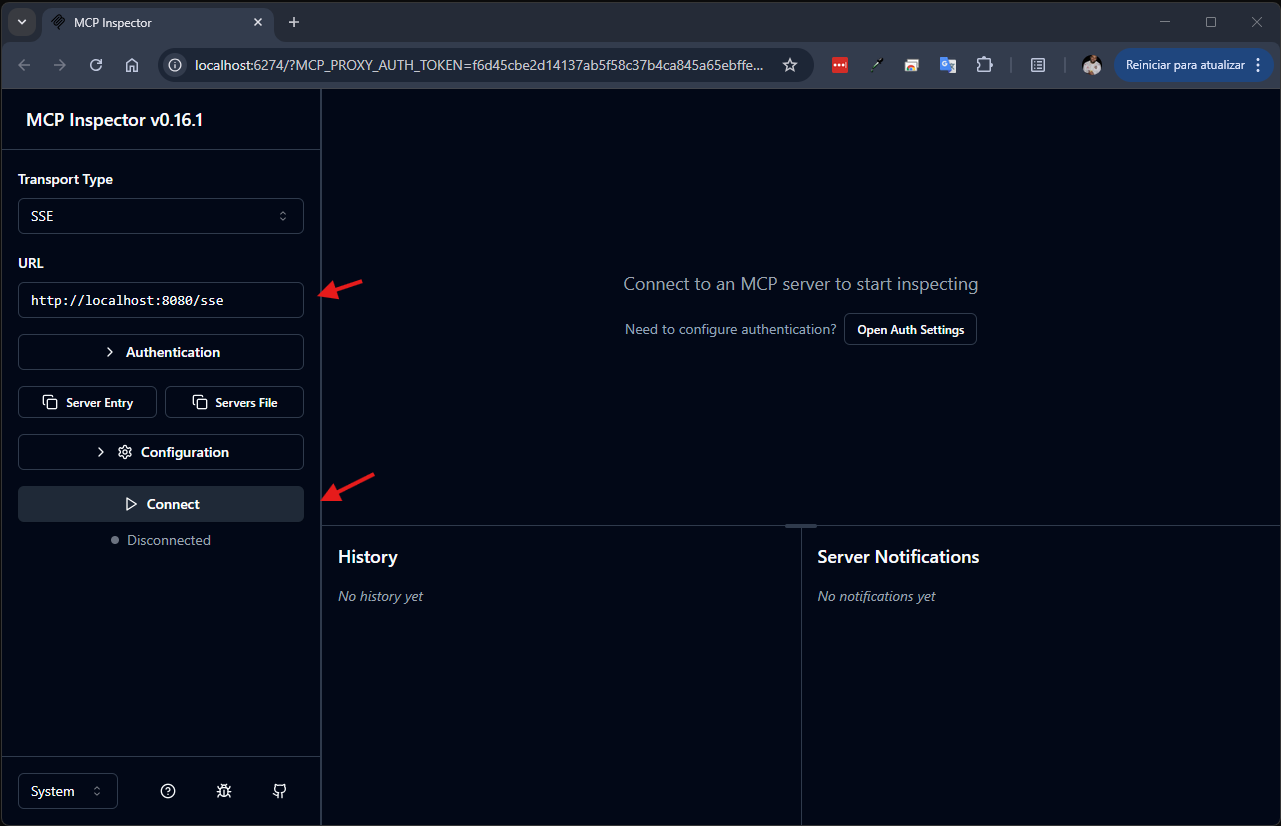 MCP Inspector
localhost:6274/?MCP_PROXY_AUTH_TOKEN=f6d45cbe2d14137ab5f58c37b4ca845a65ebffe...
Reiniciar para atualizar
MCP Inspector v0.16.1
Transport Type
SSE
URL
http://localhost:8080/sse
Authentication
Server Entry
Servers File
Configuration
Connect
Disconnected
System
Connect to an MCP server to start inspecting
Need to configure authentication? Open Auth Settings
History
No history yet
Server Notifications
No notifications yet